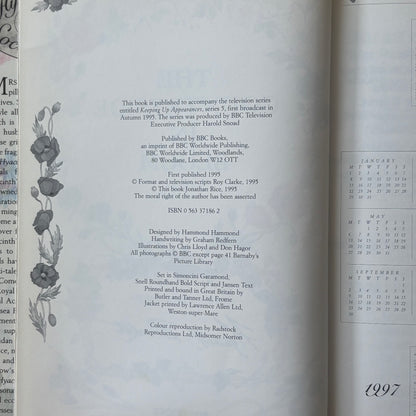 This book is published to accompany the television series
entitled Keeping Up Appearances, series 5, first broadcast in
Autumn 1995. The series was produced by BBC Television
Executive Producer Harold Snoad
Published by BBC Books,
an imprint of BBC Worldwide Publishing,
BBC Worldwide Limited, Woodlands,
80 Woodlane, London W12 OTT
First published 1995
© Format and television scripts Roy Clarke, 1995
© This book Jonathan Rice, 1995
The moral right of the author has been asserted
ISBN 0 563 37186 2
Designed by Hammond Hammond
Handwriting by Graham Redfern
Illustrations by Chris Lloyd and Don Hagor
All photographs © BBC except page 41 Barnaby's
Picture Library
Set in Simoncini Garamond,
Snell Roundhand Bold Script and Jansen Text
Printed and bound in Great Britain by
Butler and Tanner Ltd, Frome
Jacket printed by Lawrence Allen Ltd,
Weston-super-Mare
Colour reproduction by Radstock
Reproductions Ltd; Midsomer Norton
JANUARY
M T W T F S
MAY
M T W T F S
SEPTEMBER
M T W T F S
1997